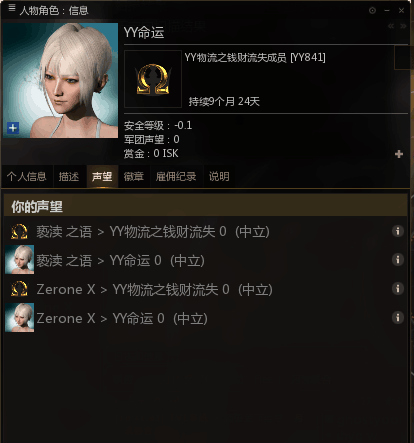 人物角色：信息
YY命运
YY物流之钱财流失成员 [YY841]
持续9个月 24天
安全等级：-0.1
军团声望：0
赏金：0 ISK
个人信息 描述 声望 徽章 雇佣纪录 说明
你的声望
亵渎 之语 > YY物流之钱财流失 0 (中立)
亵渎 之语 > YY命运 0 (中立)
Zerone X > YY物流之钱财流失 0 (中立)
Zerone X > YY命运 0 (中立)